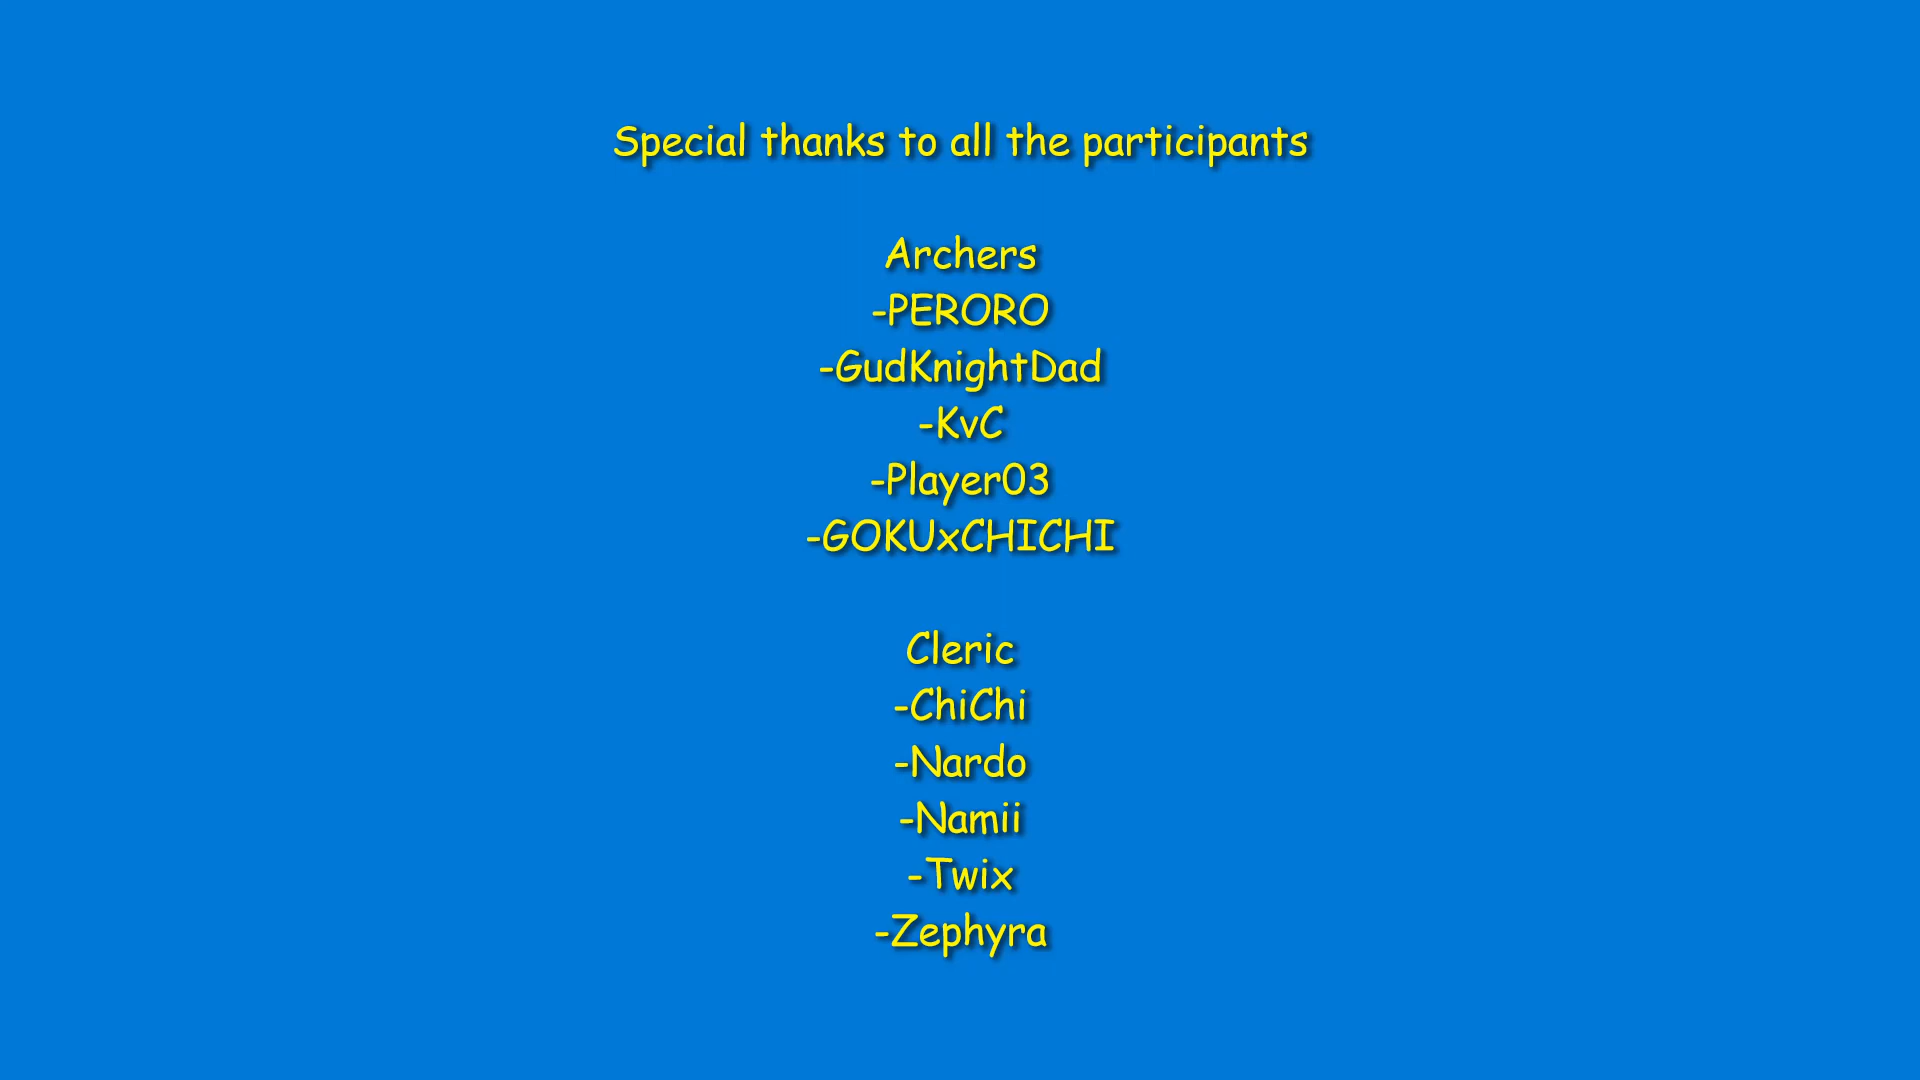 Special thanks to all the participants
Archers
-PERORO
-GudKnightDad
-KvC
-Player03
-GOKUxCHICHI
Cleric
-ChiChi
-Nardo
-Namii
-Twix
-Zephyra